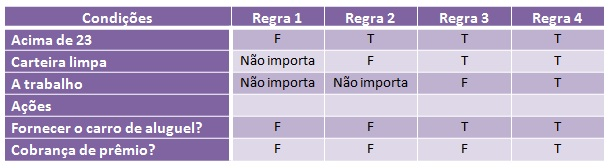 Condições Regra 1 Regra 2 Regra 3 Regra 4
Acima de 23 F T T T
Carteira limpa Não importa F T T
A trabalho Não importa Não importa F T
Ações
Fornecer o carro de aluguel? F F T T
Cobrança de prêmio? F F F T